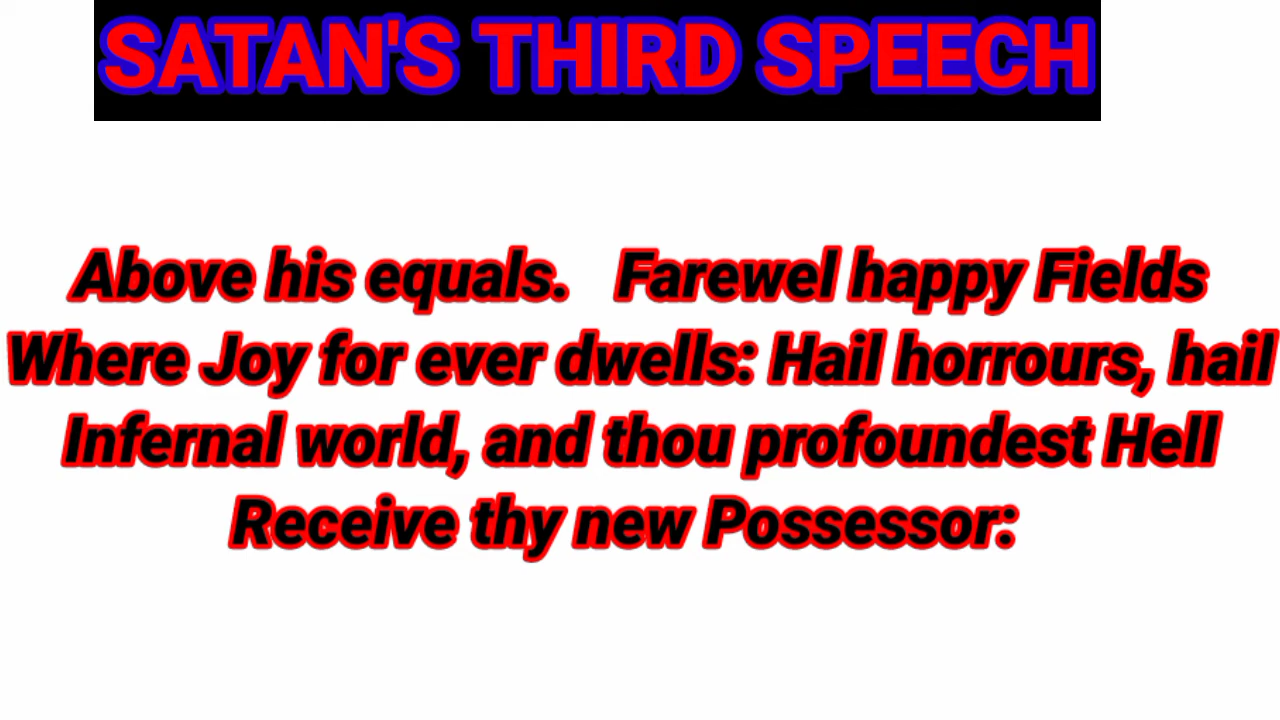 SATAN'S THIRD SPEECH
Above his equals. Farewel happy Fields
Where Joy for ever dwells: Hail horrours, hail
Infernal world, and thou profoundest Hell
Receive thy new Possessor: